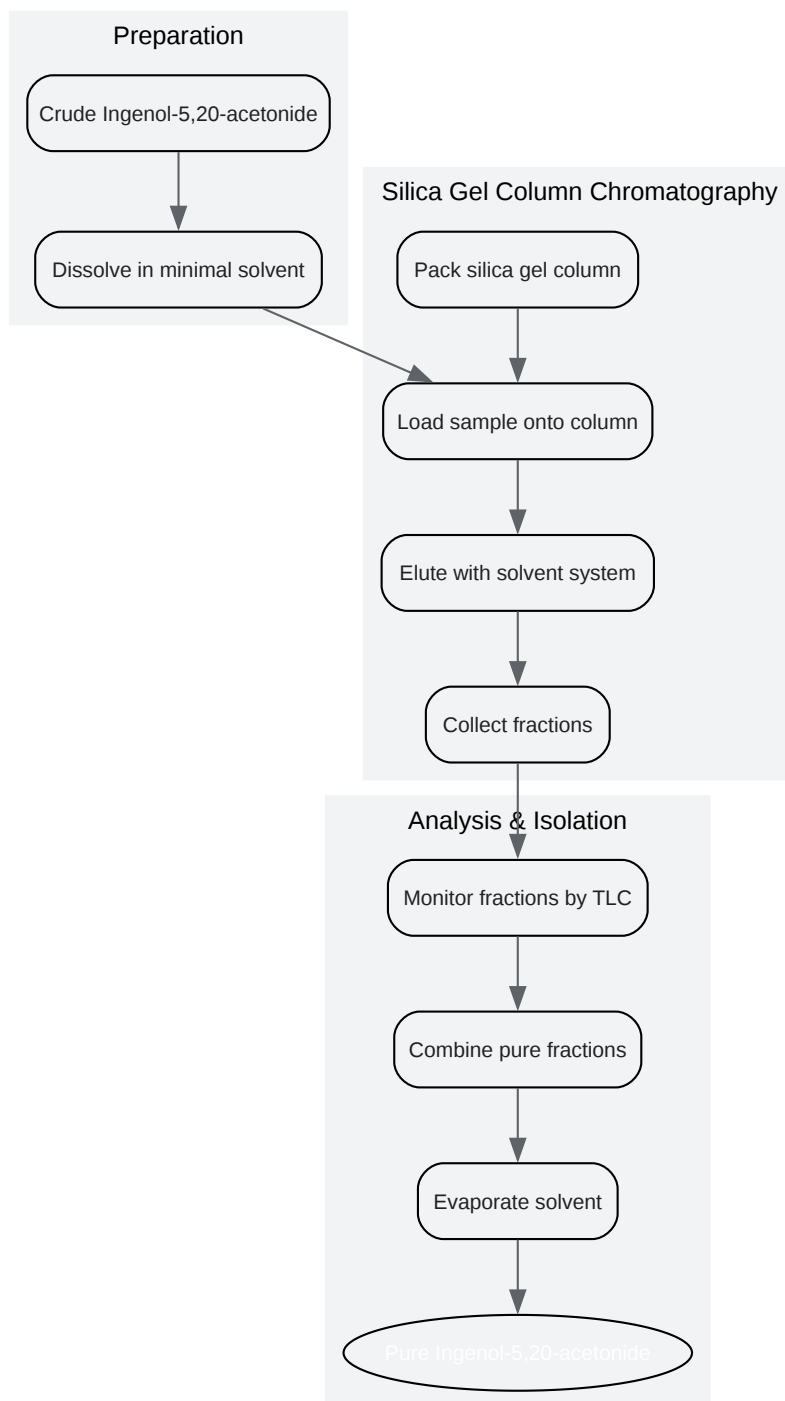 Preparation
Crude Ingenol-5,20-acetonide
Dissolve in minimal solvent
Silica Gel Column Chromatography
Pack silica gel column
Load sample onto column
Elute with solvent system
Collect fractions
Analysis & Isolation
Monitor fractions by TLC
Combine pure fractions
Evaporate solvent
Pure Ingenol-5,20-acetonide